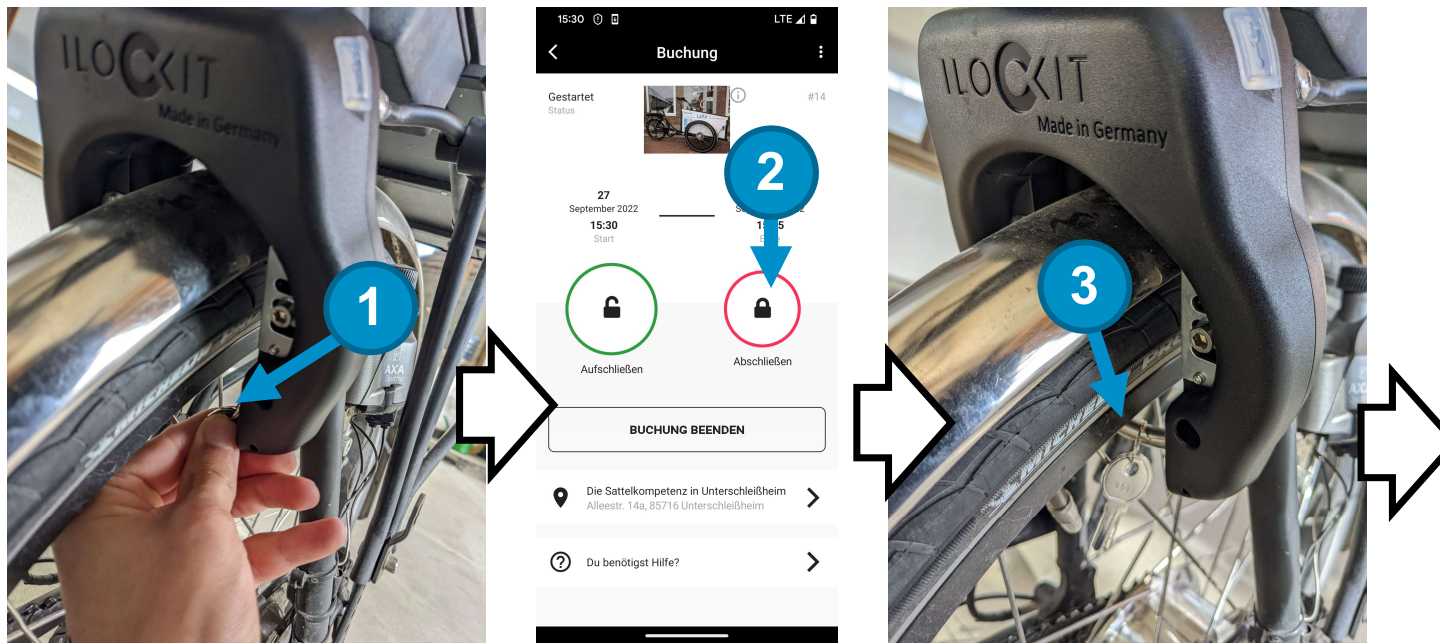 ILOCKIT
Made in Germany
1
AXA
15:30
LTE
Buchung
Gestartet
Status
#14
2
27
September 2022
15:30
Start
Aufschließen
Abschließen
BUCHUNG BEENDEN
Die Sattelkompetenz in Unterschleißheim
Alleestr. 14a, 85716 Unterschleißheim
Du benötigst Hilfe?
ILOCKIT
Made in Germany
3